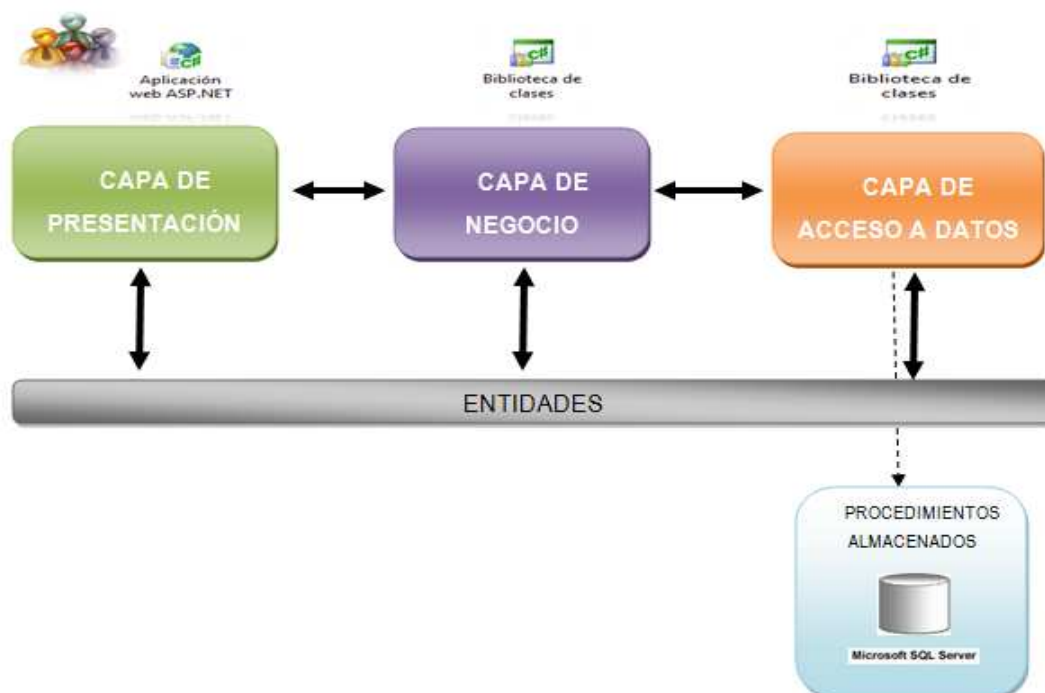 Aplicación
web ASP.NET
C#
Biblioteca de
clases
C#
Biblioteca de
clases
C#
CAPA DE
PRESENTACIÓN
CAPA DE
NEGOCIO
CAPA DE
ACCESO A DATOS
ENTIDADES
PROCEDIMIENTOS
ALMACENADOS
Microsoft SQL Server